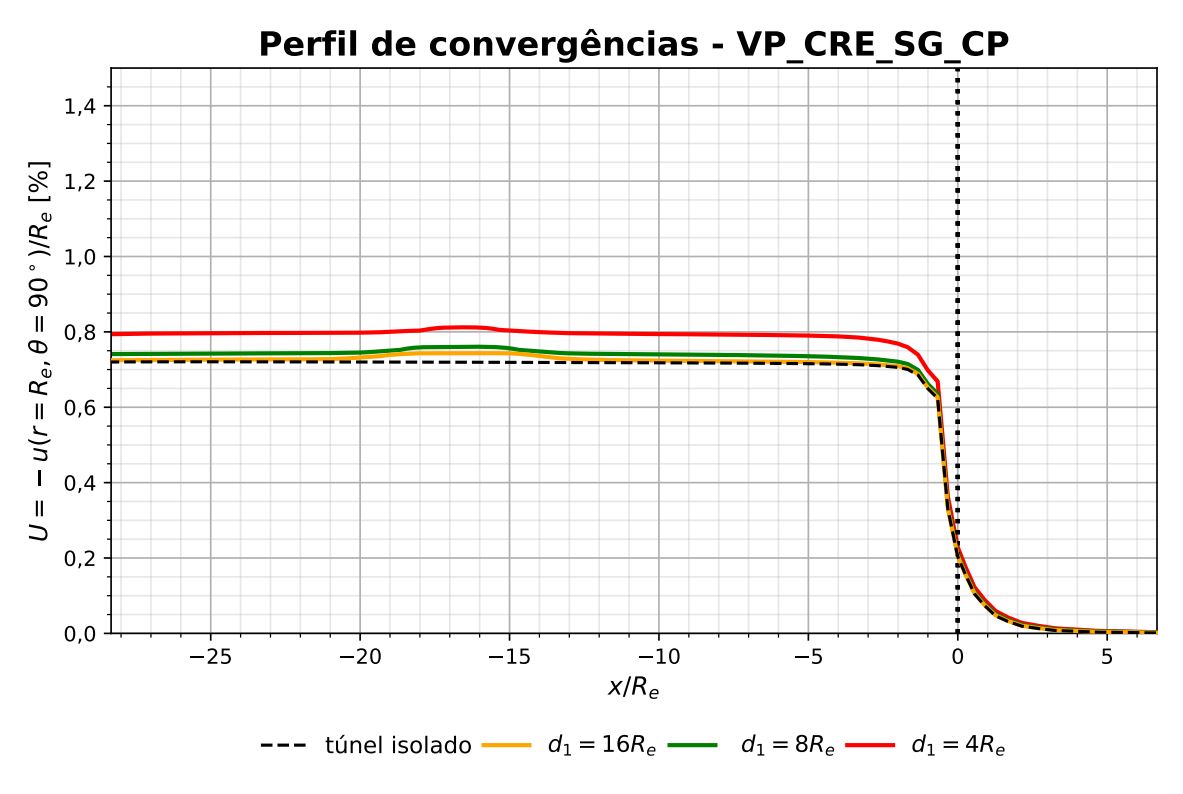 Perfil de convergências - VP_CRE_SG_CP
U = − u(r = Rₑ, θ = 90°)/Rₑ [%]
1,4
1,2
1,0
0,8
0,6
0,4
0,2
0,0
−25 −20 −15 −10 −5 0 5
x/Rₑ
túnel isolado d₁ = 16Rₑ d₁ = 8Rₑ d₁ = 4Rₑ